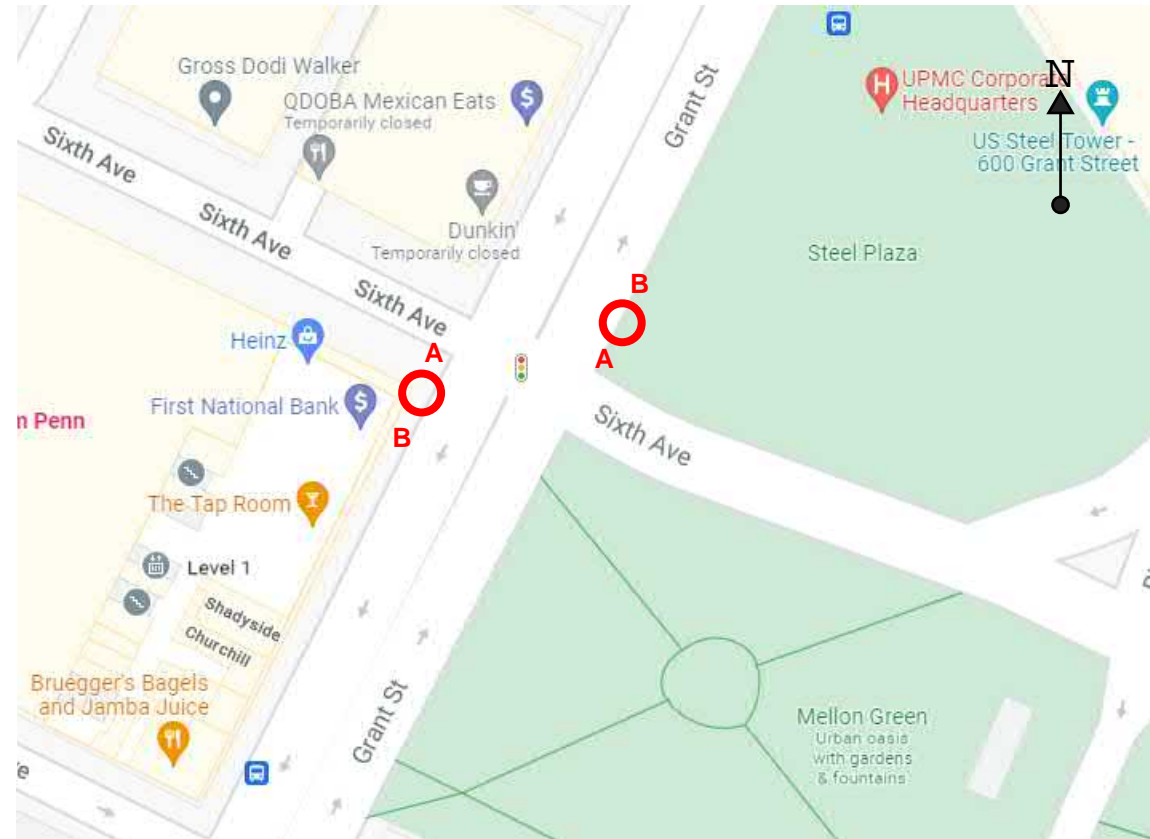 Gross Dodi Walker
QDOBA Mexican Eats
Temporarily closed
Grant St
UPMC Corporate
Headquarters
N
US Steel Tower -
600 Grant Street
Sixth Ave
Sixth Ave
Dunkin'
Temporarily closed
Steel Plaza
B
Sixth Ave
Heinz
A
A
First National Bank
m Penn
B
Sixth Ave
The Tap Room
Level 1
Shadyside
Churchill
Bruegger's Bagels
and Jamba Juice
Grant St
Mellon Green
Urban oasis
with gardens
& fountains